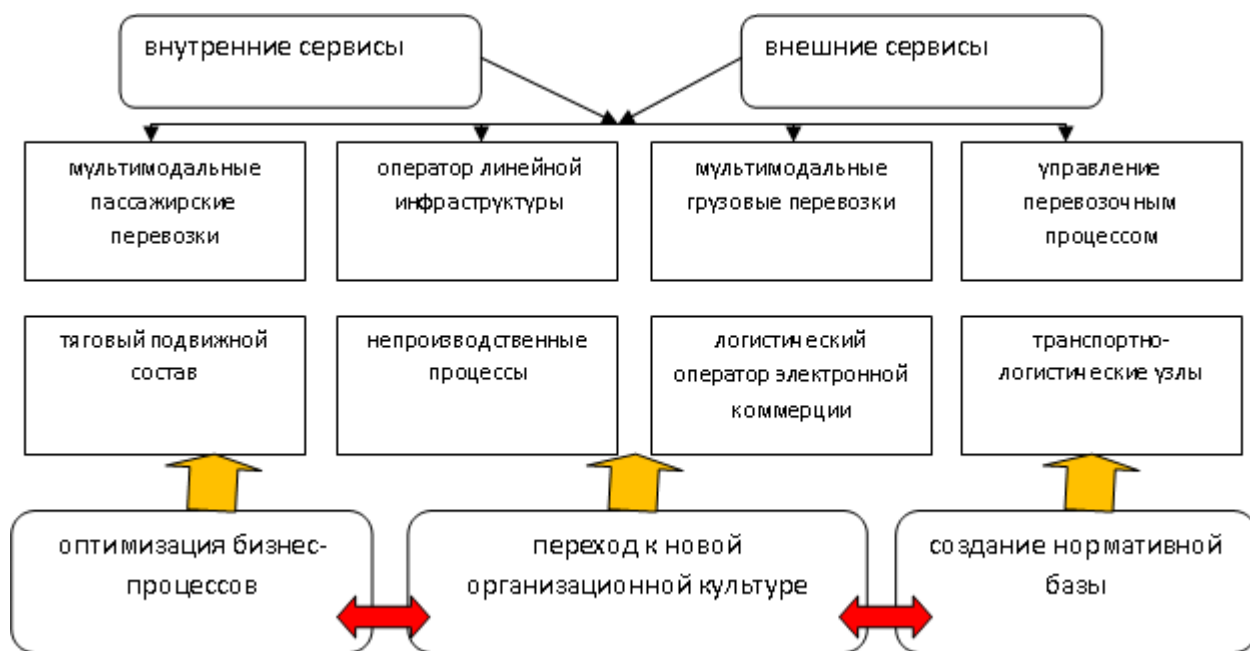 внутренние сервисы
внешние сервисы
мультимодальные
пассажирские
перевозки
оператор линейной
инфраструктуры
мультимодальные
грузовые перевозки
управление
перевозочным
процессом
тяговый подвижной
состав
непроизводственные
процессы
логистический
оператор электронной
коммерции
транспортно-
логистические узлы
оптимизация бизнес-
процессов
переход к новой
организационной культуре
создание нормативной
базы